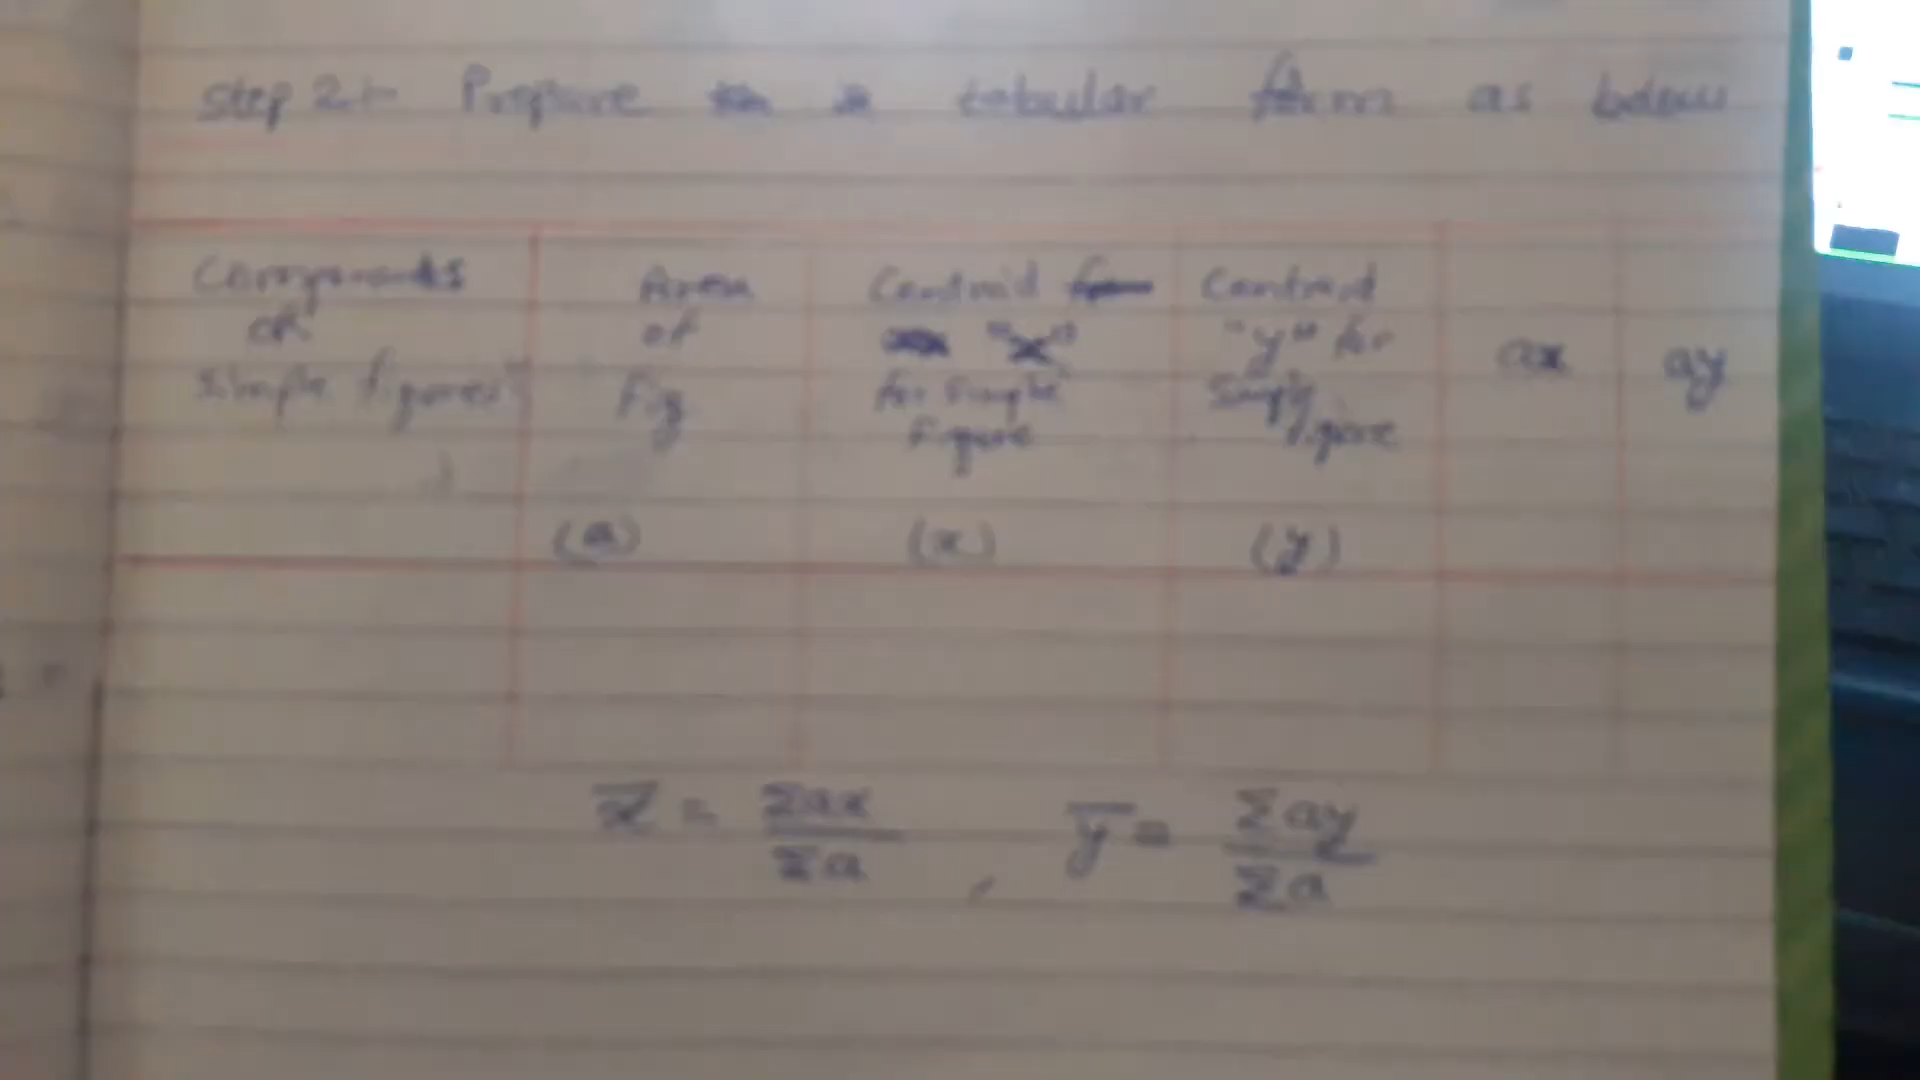 Step 2:- Prepare tabular form as below
Components or simple figures
Area of Fig (a)
Centroid "x" for simple Figure (x)
Centroid "y" for Simple figure (y)
ax
ay
x̄ = Σax / Σa , ȳ = Σay / Σa